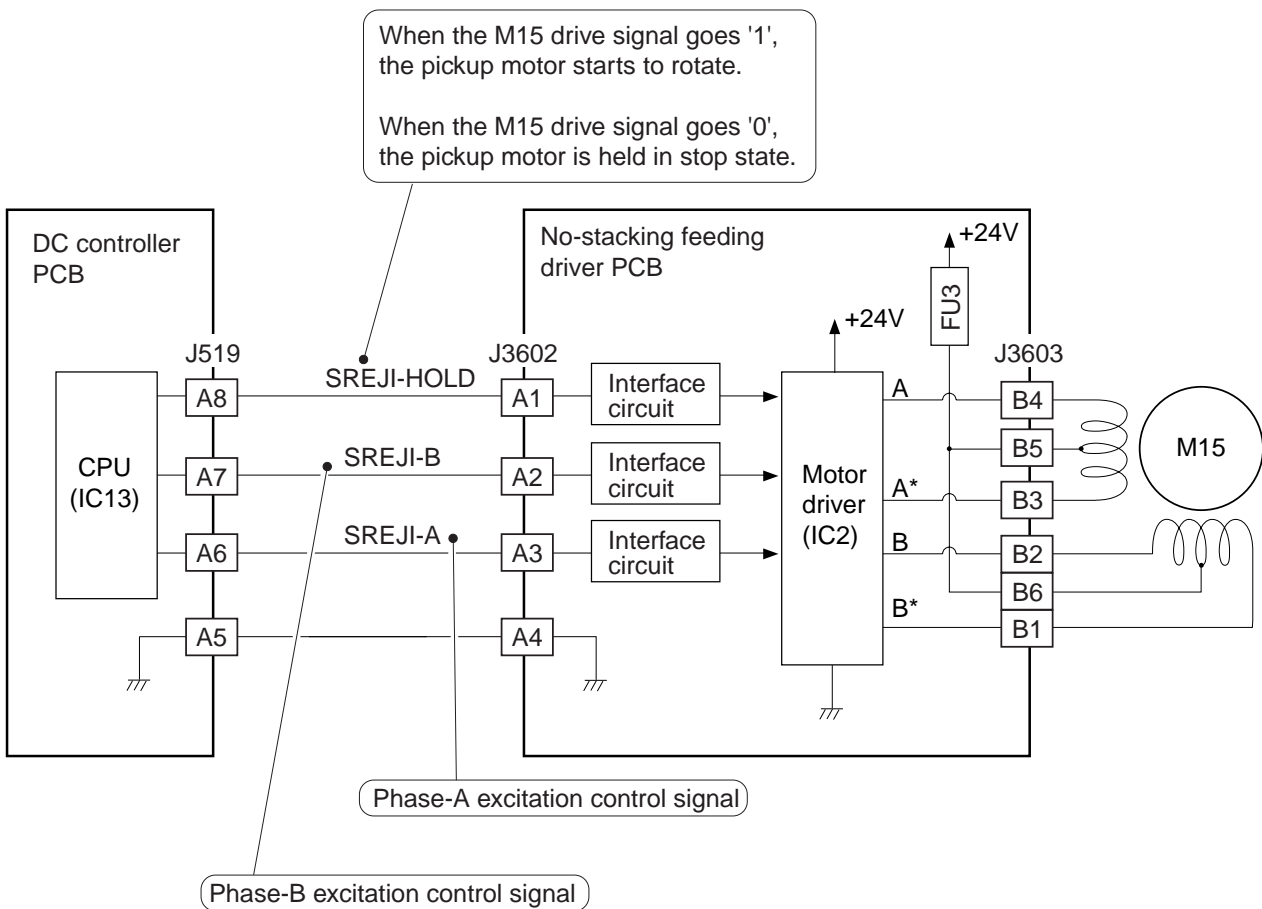 When the M15 drive signal goes '1',
the pickup motor starts to rotate.
When the M15 drive signal goes '0',
the pickup motor is held in stop state.
DC controller
PCB
No-stacking feeding
driver PCB
+24V
FU3
+24V
J519
J3602
J3603
SREJI-HOLD
A8
A1
Interface
circuit
A
B4
CPU
(IC13)
SREJI-B
A7
A2
Interface
circuit
Motor
driver
(IC2)
B5
M15
A*
B3
SREJI-A
A6
A3
Interface
circuit
B
B2
B6
B*
B1
A5
A4
Phase-A excitation control signal
Phase-B excitation control signal